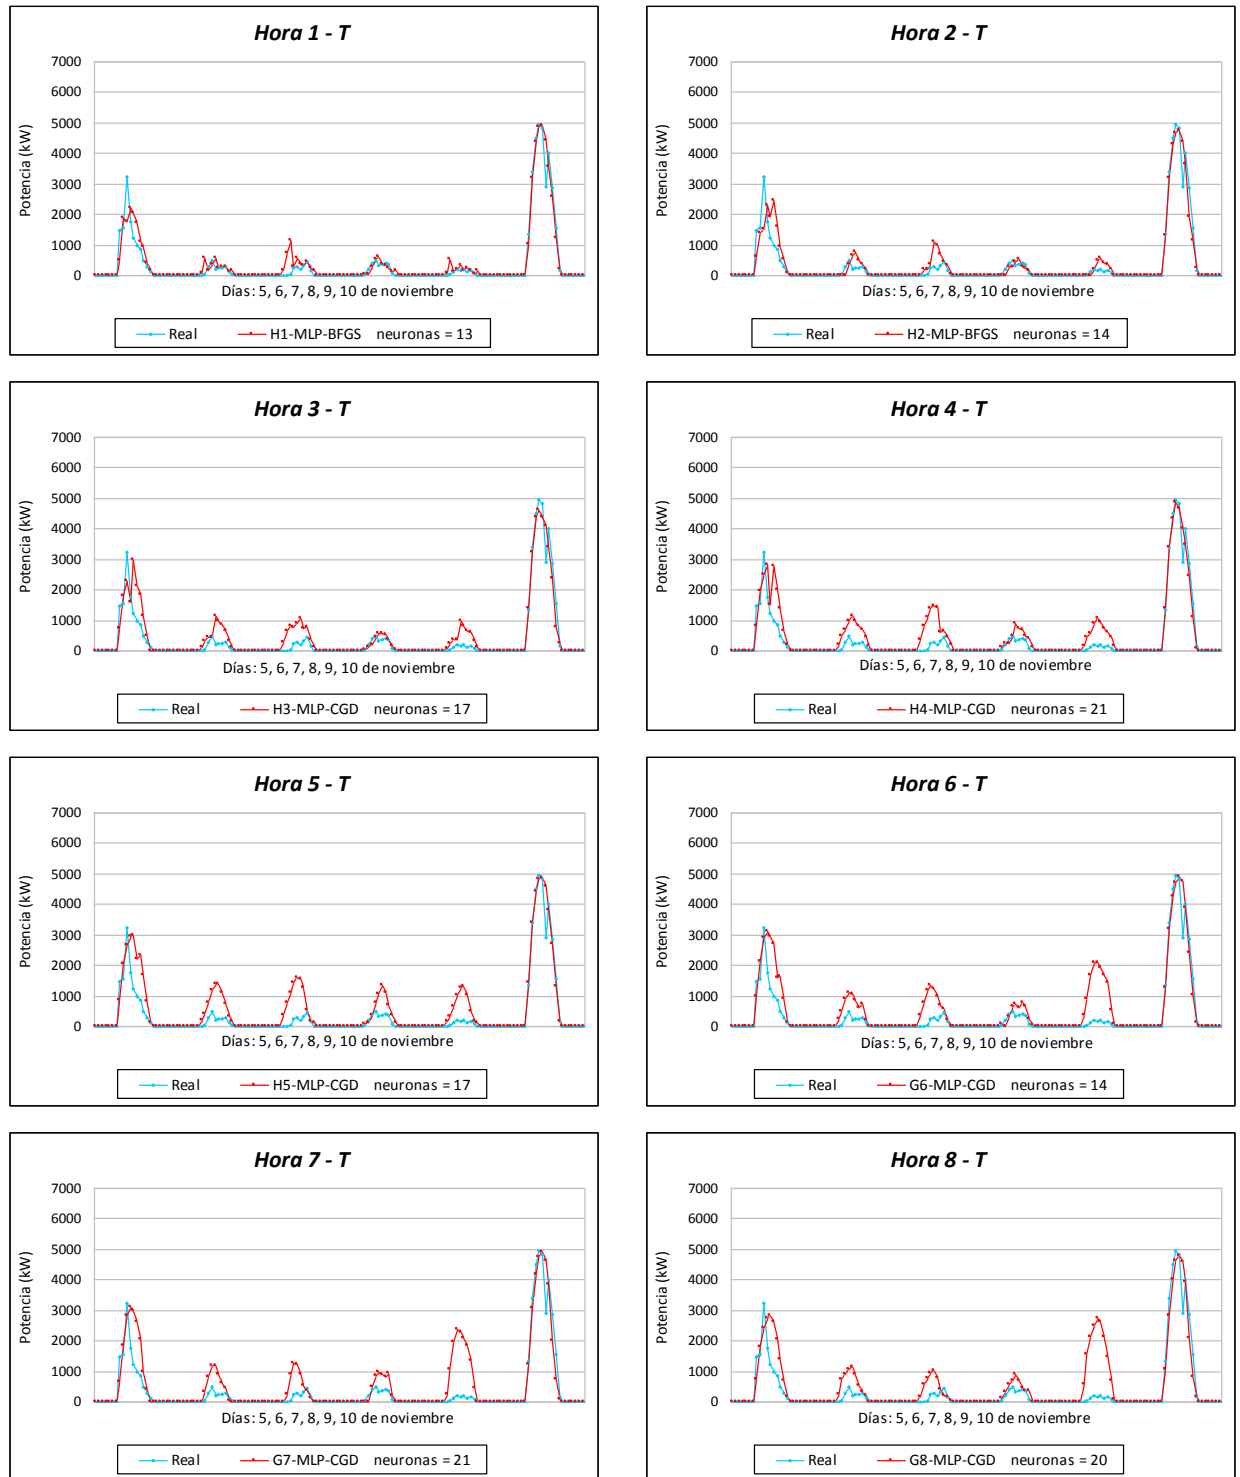 Hora 1 - T
7000
6000
5000
4000
3000
2000
1000
0
Potencia (kW)
Días: 5, 6, 7, 8, 9, 10 de noviembre
Real H1-MLP-BFGS neuronas = 13
Hora 2 - T
7000
6000
5000
4000
3000
2000
1000
0
Potencia (kW)
Días: 5, 6, 7, 8, 9, 10 de noviembre
Real H2-MLP-BFGS neuronas = 14
Hora 3 - T
7000
6000
5000
4000
3000
2000
1000
0
Potencia (kW)
Días: 5, 6, 7, 8, 9, 10 de noviembre
Real H3-MLP-CGD neuronas = 17
Hora 4 - T
7000
6000
5000
4000
3000
2000
1000
0
Potencia (kW)
Días: 5, 6, 7, 8, 9, 10 de noviembre
Real H4-MLP-CGD neuronas = 21
Hora 5 - T
7000
6000
5000
4000
3000
2000
1000
0
Potencia (kW)
Días: 5, 6, 7, 8, 9, 10 de noviembre
Real H5-MLP-CGD neuronas = 17
Hora 6 - T
7000
6000
5000
4000
3000
2000
1000
0
Potencia (kW)
Días: 5, 6, 7, 8, 9, 10 de noviembre
Real G6-MLP-CGD neuronas = 14
Hora 7 - T
7000
6000
5000
4000
3000
2000
1000
0
Potencia (kW)
Días: 5, 6, 7, 8, 9, 10 de noviembre
Real G7-MLP-CGD neuronas = 21
Hora 8 - T
7000
6000
5000
4000
3000
2000
1000
0
Potencia (kW)
Días: 5, 6, 7, 8, 9, 10 de noviembre
Real G8-MLP-CGD neuronas = 20